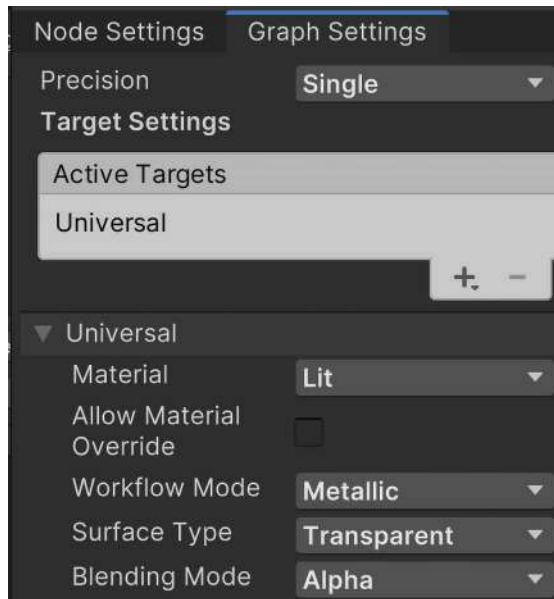 Node Settings Graph Settings
Precision Single
Target Settings
Active Targets
Universal
+ −
Universal
Material Lit
Allow Material
Override
Workflow Mode Metallic
Surface Type Transparent
Blending Mode Alpha